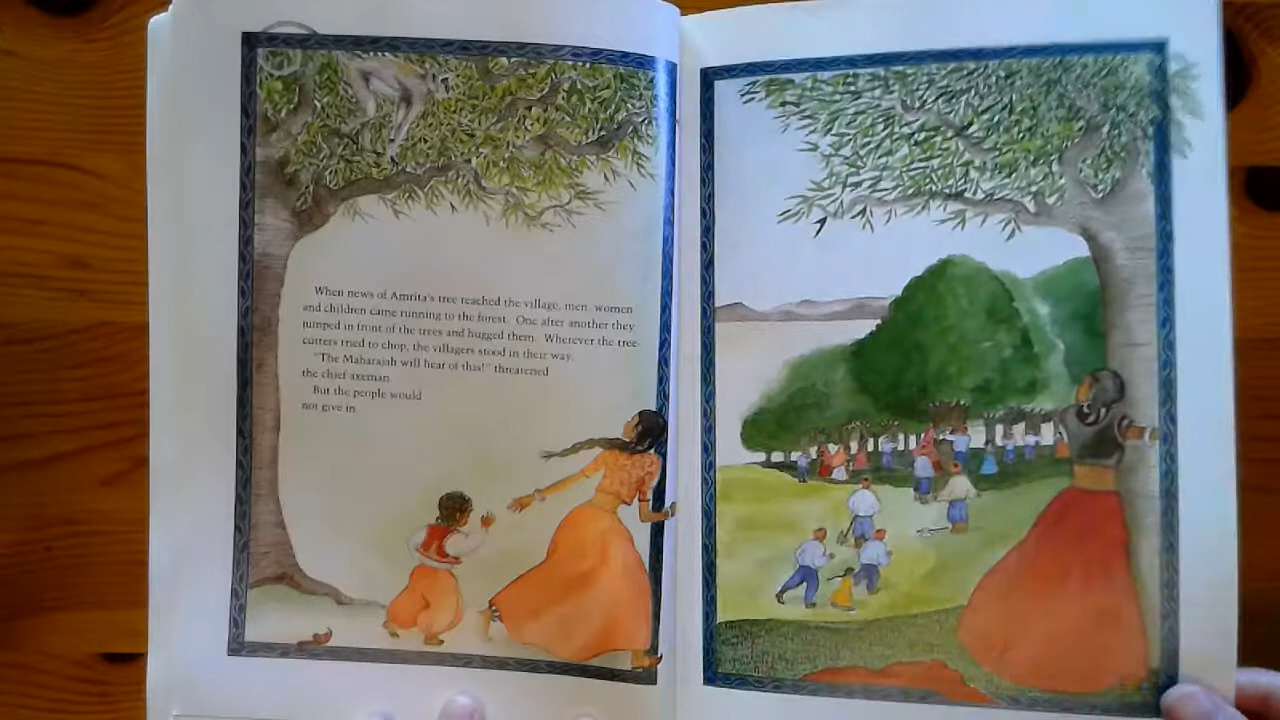 When news of Amrita's tree reached the village, men, women
and children came running to the forest. One after another they
jumped in front of the trees and hugged them. Wherever the tree-
cutters tried to chop, the villagers stood in their way.
"The Maharajah will hear of this!" threatened
the chief axeman.
But the people would
not give in.